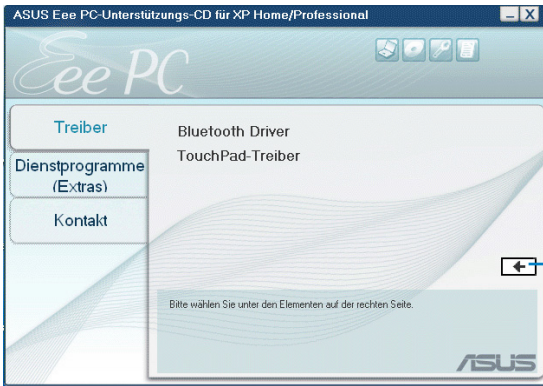 ASUS Eee PC-Unterstützungs-CD für XP Home/Professional
Eee PC
Treiber
Dienstprogramme
(Extras)
Kontakt
Bluetooth Driver
TouchPad-Treiber
Bitte wählen Sie unter den Elementen auf der rechten Seite.
ASUS